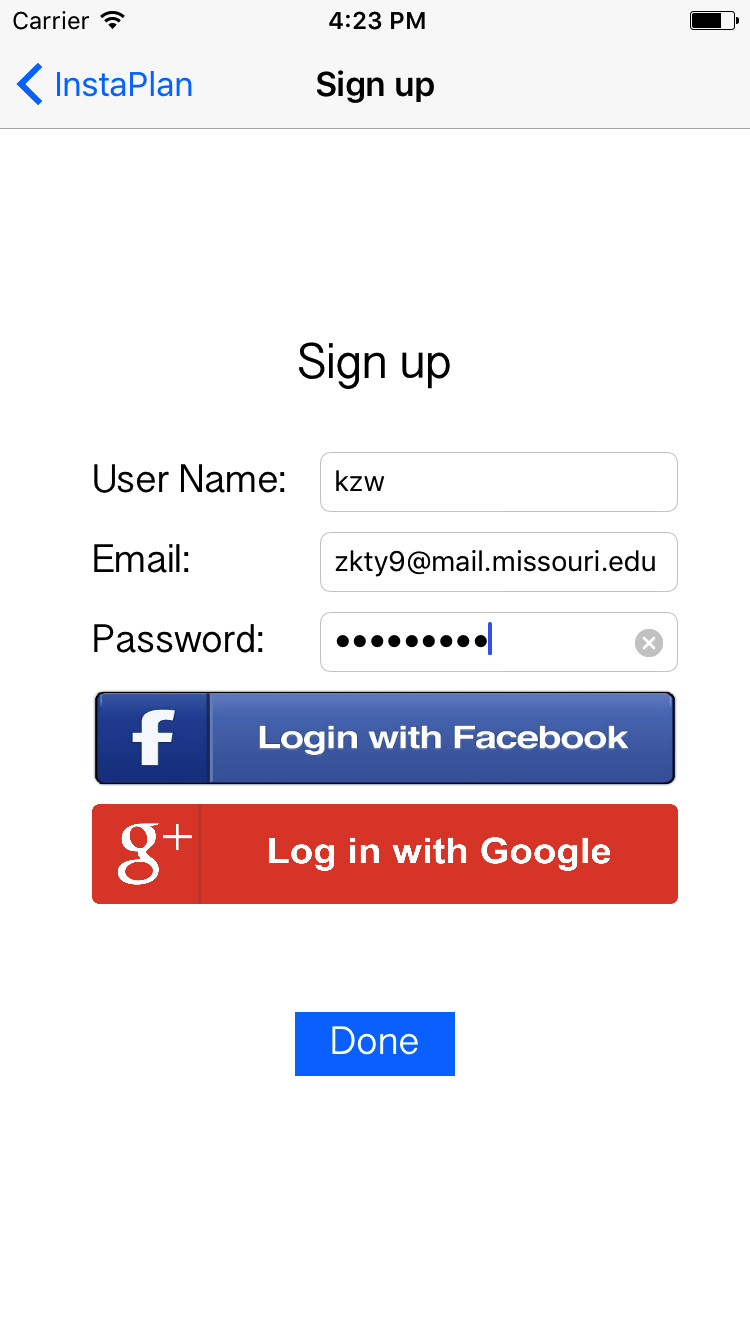 Carrier 4:23 PM
InstaPlan Sign up
Sign up
User Name: kzw
Email: zkty9@mail.missouri.edu
Password: •••••••••
f Login with Facebook
g+ Log in with Google
Done